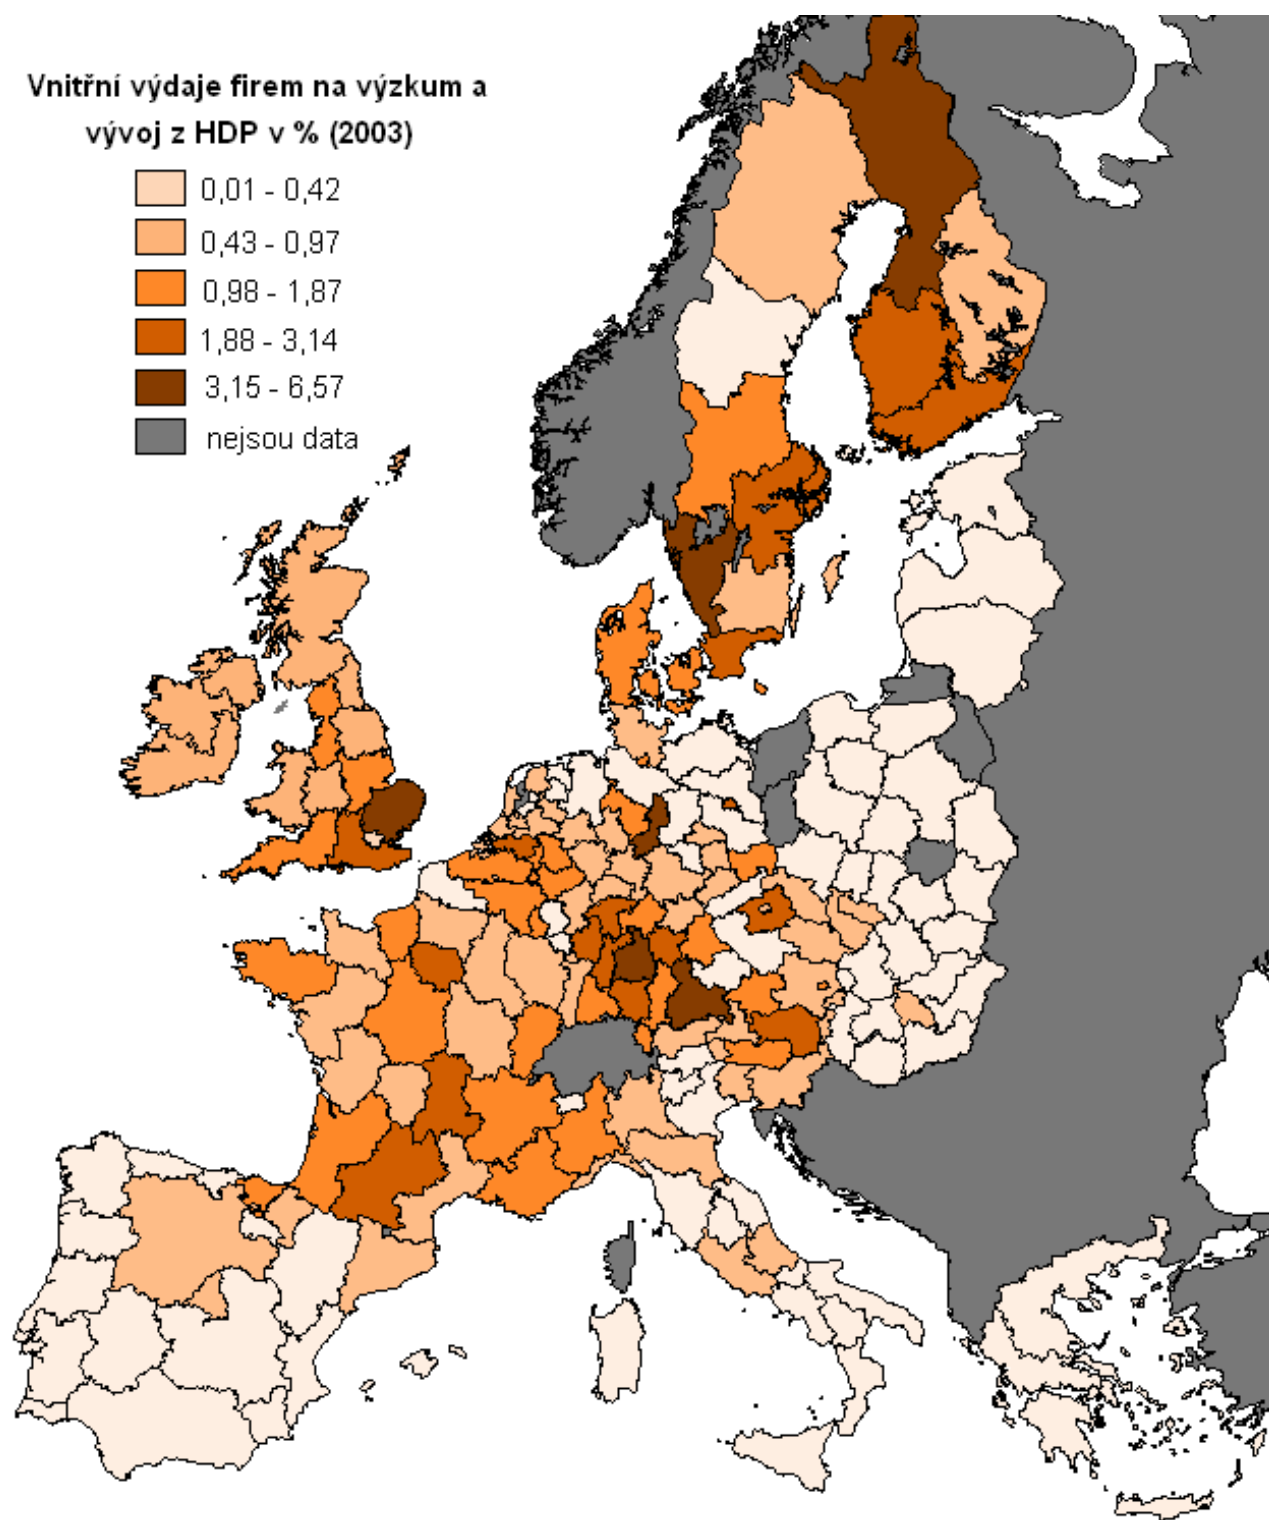 Vnitřní výdaje firem na výzkum a
vývoj z HDP v % (2003)
0,01 - 0,42
0,43 - 0,97
0,98 - 1,87
1,88 - 3,14
3,15 - 6,57
nejsou data